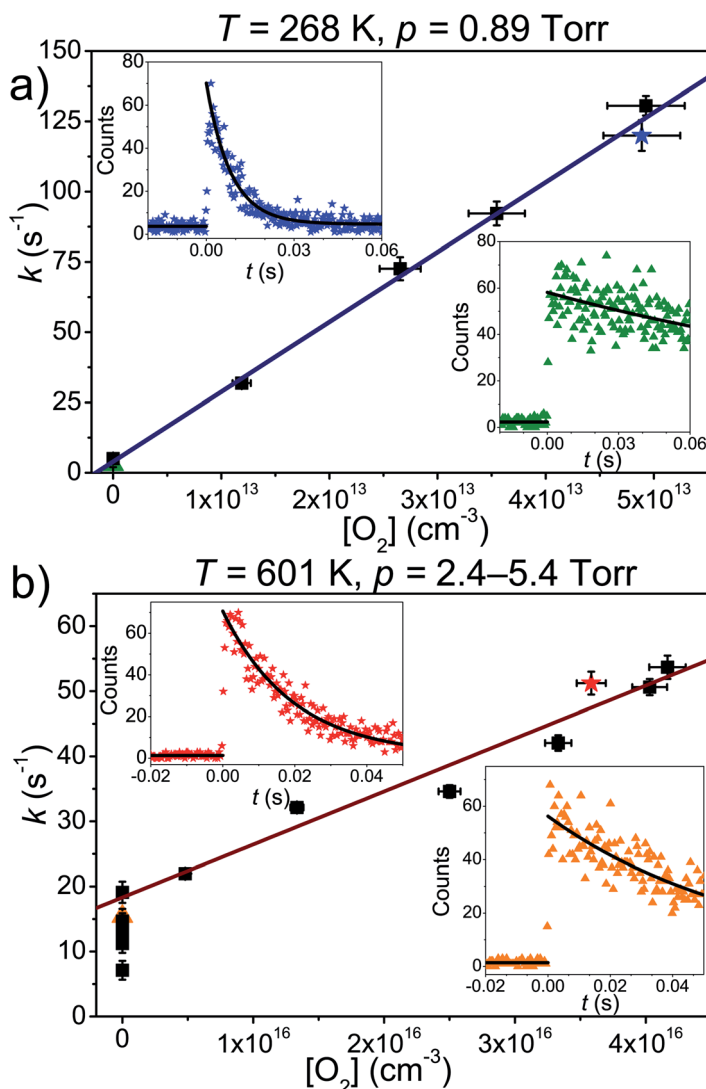 T = 268 K, p = 0.89 Torr
a)
150
125
100
75
50
25
0
k (s⁻¹)
0
1x10¹³
2x10¹³
3x10¹³
4x10¹³
5x10¹³
[O₂] (cm⁻³)
80
60
40
20
0
Counts
0.00
0.03
0.06
t (s)
80
60
40
20
0
Counts
0.00
0.03
0.06
t (s)
T = 601 K, p = 2.4–5.4 Torr
b)
60
50
40
30
20
10
0
k (s⁻¹)
0
1x10¹⁶
2x10¹⁶
3x10¹⁶
4x10¹⁶
[O₂] (cm⁻³)
80
60
40
20
0
Counts
-0.02
0.00
0.02
0.04
t (s)
80
60
40
20
0
Counts
-0.02
0.00
0.02
0.04
t (s)